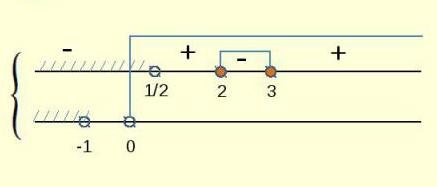 - + - +
1/2 2 3
-1 0